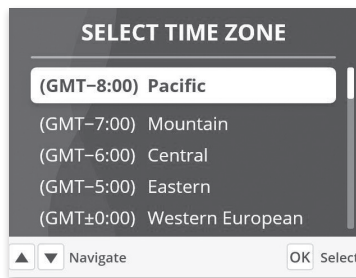 SELECT TIME ZONE
(GMT−8:00) Pacific
(GMT−7:00) Mountain
(GMT−6:00) Central
(GMT−5:00) Eastern
(GMT±0:00) Western European
▲ ▼ Navigate OK Select